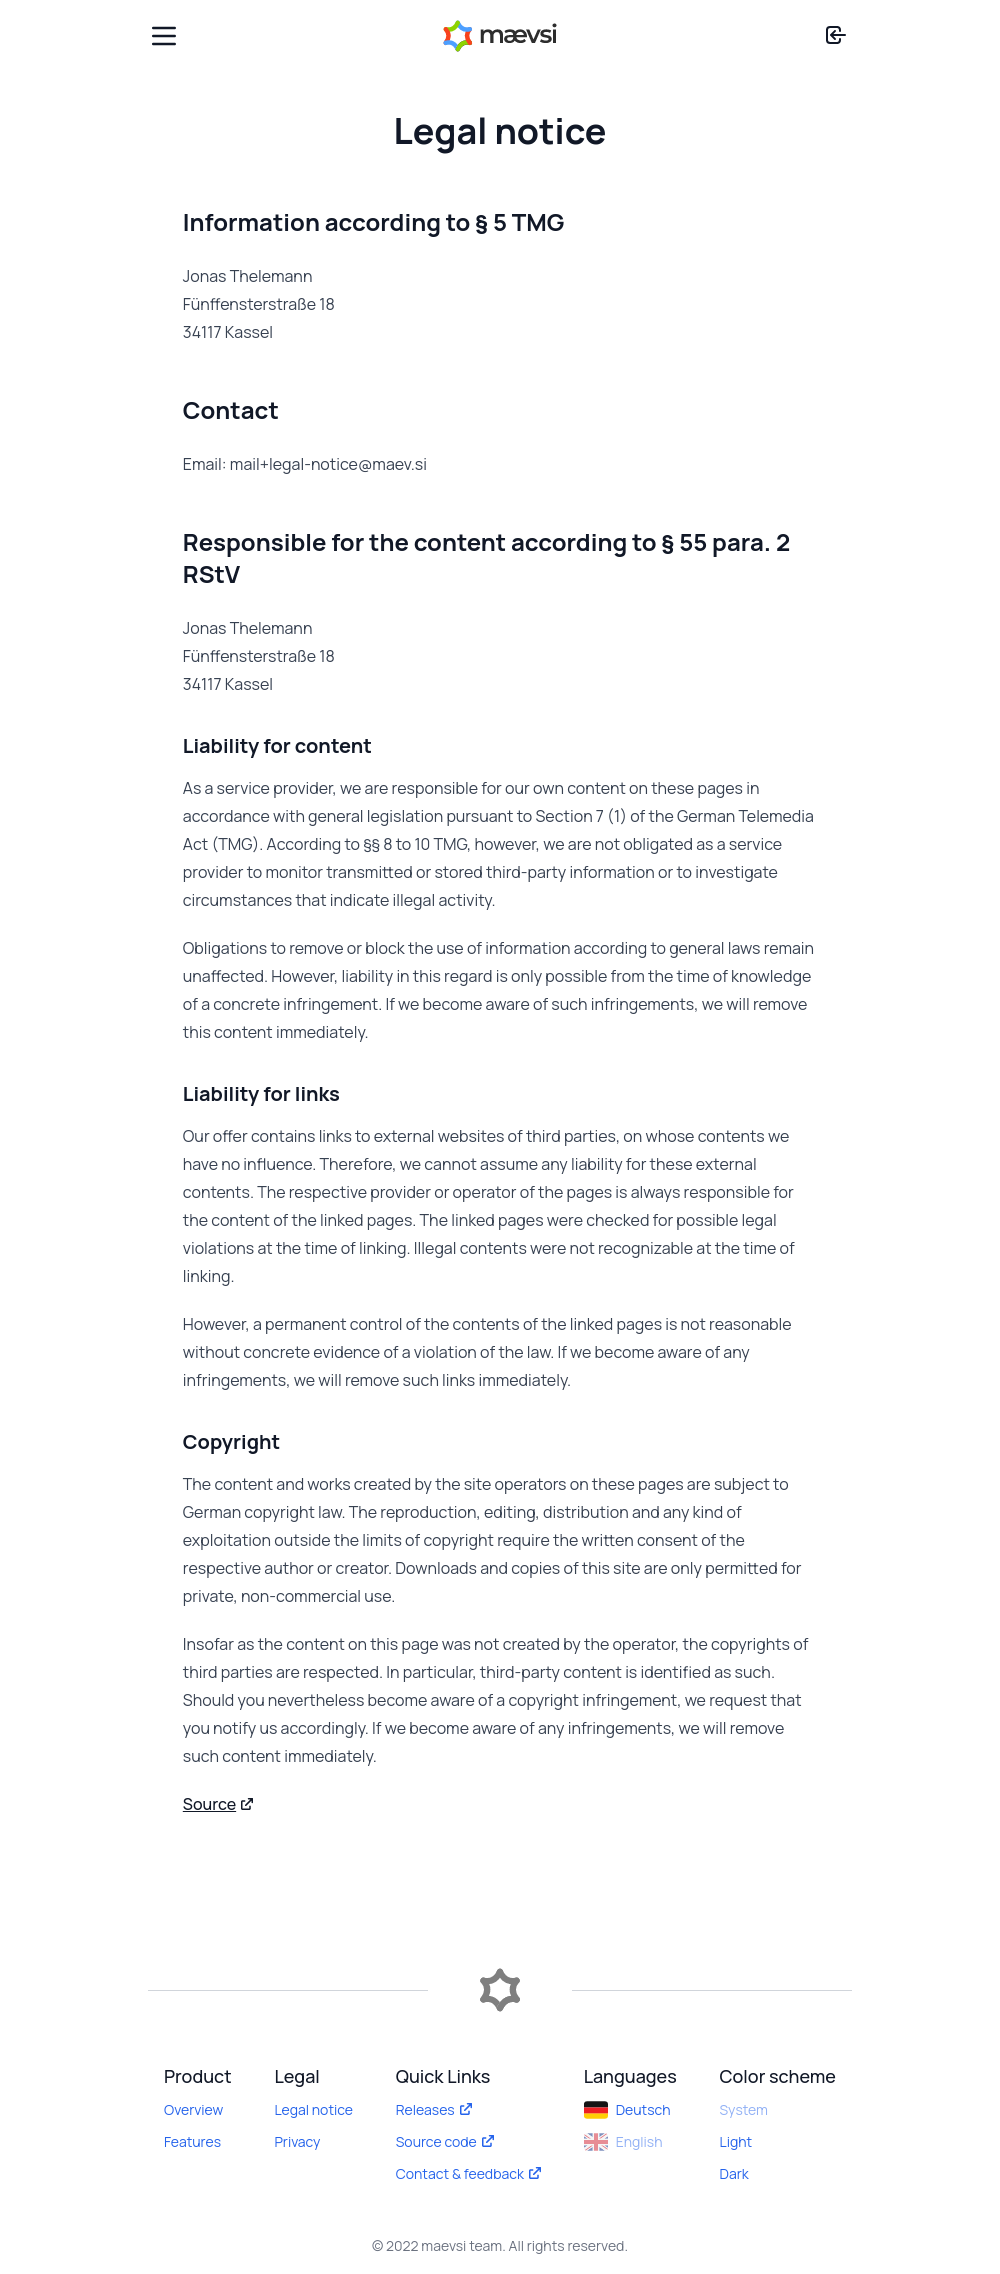 mævsi
Legal notice
Information according to § 5 TMG
Jonas Thelemann
Fünffensterstraße 18
34117 Kassel
Contact
Email: mail+legal-notice@maev.si
Responsible for the content according to § 55 para. 2
RStV
Jonas Thelemann
Fünffensterstraße 18
34117 Kassel
Liability for content
As a service provider, we are responsible for our own content on these pages in
accordance with general legislation pursuant to Section 7 (1) of the German Telemedia
Act (TMG). According to §§ 8 to 10 TMG, however, we are not obligated as a service
provider to monitor transmitted or stored third-party information or to investigate
circumstances that indicate illegal activity.
Obligations to remove or block the use of information according to general laws remain
unaffected. However, liability in this regard is only possible from the time of knowledge
of a concrete infringement. If we become aware of such infringements, we will remove
this content immediately.
Liability for links
Our offer contains links to external websites of third parties, on whose contents we
have no influence. Therefore, we cannot assume any liability for these external
contents. The respective provider or operator of the pages is always responsible for
the content of the linked pages. The linked pages were checked for possible legal
violations at the time of linking. Illegal contents were not recognizable at the time of
linking.
However, a permanent control of the contents of the linked pages is not reasonable
without concrete evidence of a violation of the law. If we become aware of any
infringements, we will remove such links immediately.
Copyright
The content and works created by the site operators on these pages are subject to
German copyright law. The reproduction, editing, distribution and any kind of
exploitation outside the limits of copyright require the written consent of the
respective author or creator. Downloads and copies of this site are only permitted for
private, non-commercial use.
Insofar as the content on this page was not created by the operator, the copyrights of
third parties are respected. In particular, third-party content is identified as such.
Should you nevertheless become aware of a copyright infringement, we request that
you notify us accordingly. If we become aware of any infringements, we will remove
such content immediately.
Source
Product
Overview
Features
Legal
Legal notice
Privacy
Quick Links
Releases
Source code
Contact & feedback
Languages
Deutsch
English
Color scheme
System
Light
Dark
© 2022 maevsi team. All rights reserved.